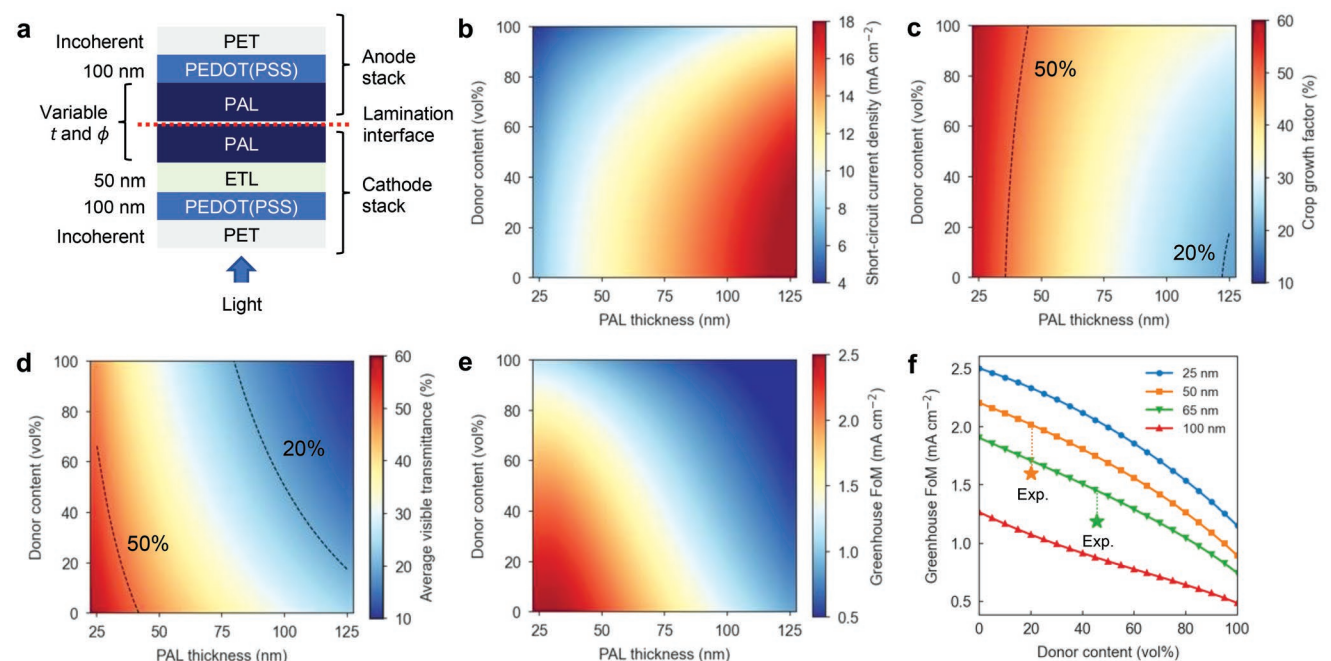 a
Incoherent
PET
100 nm
PEDOT(PSS)
Anode
stack
Variable
t and ϕ
PAL
Lamination
interface
PAL
50 nm
ETL
100 nm
PEDOT(PSS)
Cathode
stack
Incoherent
PET
Light
b
100
80
60
40
20
0
Donor content (vol%)
25
50
75
100
125
PAL thickness (nm)
18
16
14
12
10
8
6
4
Short-circuit current density (mA cm−2)
c
100
80
60
40
20
0
Donor content (vol%)
50%
20%
25
50
75
100
125
PAL thickness (nm)
60
50
40
30
20
10
Crop growth factor (%)
d
100
80
60
40
20
0
Donor content (vol%)
50%
20%
25
50
75
100
125
PAL thickness (nm)
60
50
40
30
20
10
Average visible transmittance (%)
e
100
80
60
40
20
0
Donor content (vol%)
25
50
75
100
125
PAL thickness (nm)
2.5
2.0
1.5
1.0
0.5
Greenhouse FoM (mA cm−2)
f
2.5
2.0
1.5
1.0
0.5
Greenhouse FoM (mA cm−2)
25 nm
50 nm
65 nm
100 nm
Exp.
Exp.
0
20
40
60
80
100
Donor content (vol%)